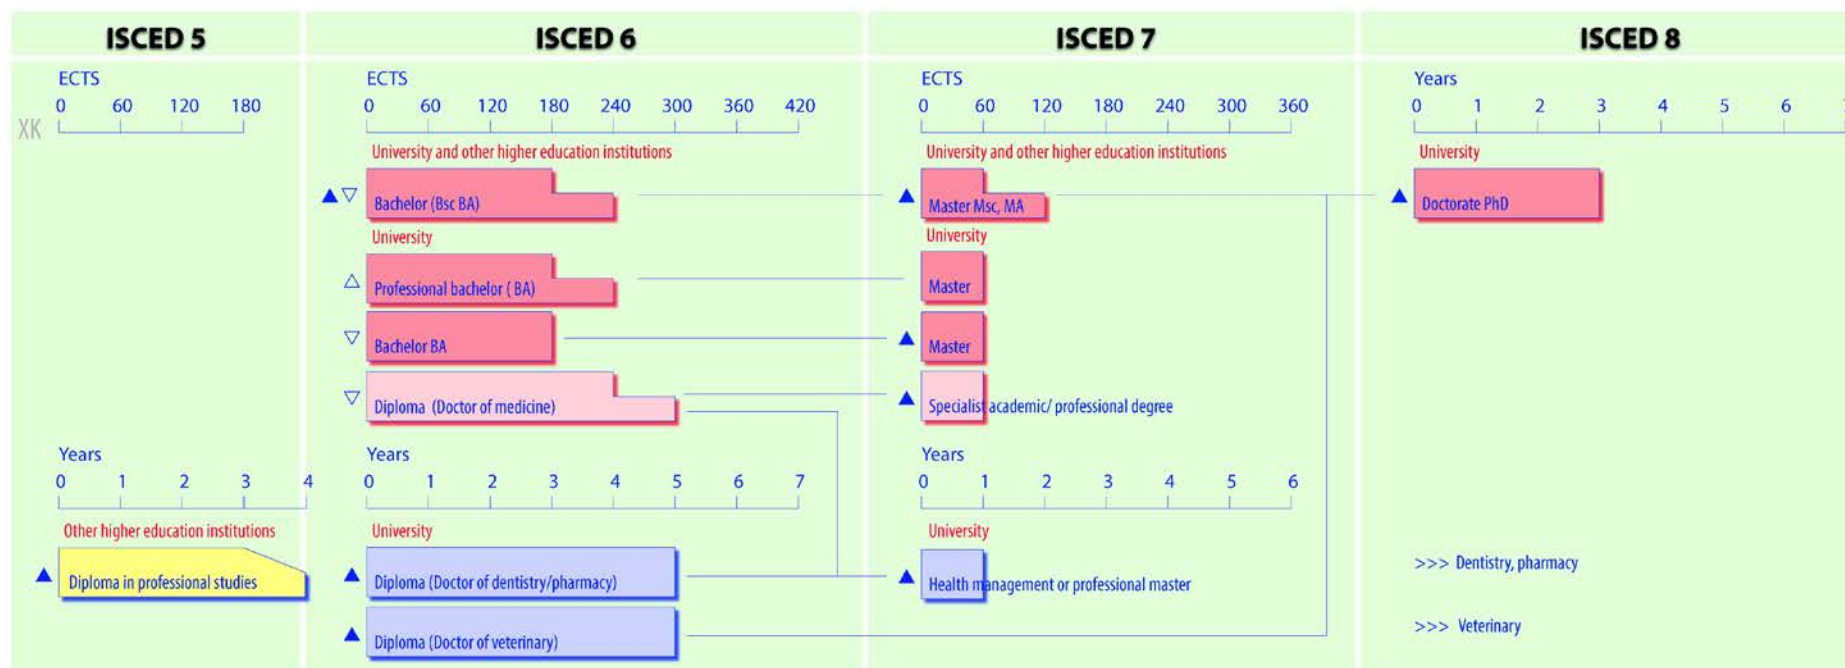 ISCED 5 ISCED 6 ISCED 7 ISCED 8
ECTS ECTS ECTS Years
0 60 120 180 0 60 120 180 240 300 360 420 0 60 120 180 240 300 360 0 1 2 3 4 5 6
XK
University and other higher education institutions University and other higher education institutions University
Bachelor (Bsc BA) Master Msc, MA Doctorate PhD
University University
Professional bachelor ( BA) Master
Bachelor BA Master
Diploma (Doctor of medicine) Specialist academic/ professional degree
Years Years Years
0 1 2 3 4 0 1 2 3 4 5 6 7 0 1 2 3 4 5 6
Other higher education institutions University University
>>> Dentistry, pharmacy
Diploma in professional studies Diploma (Doctor of dentistry/pharmacy) Health management or professional master
>>> Veterinary
Diploma (Doctor of veterinary)